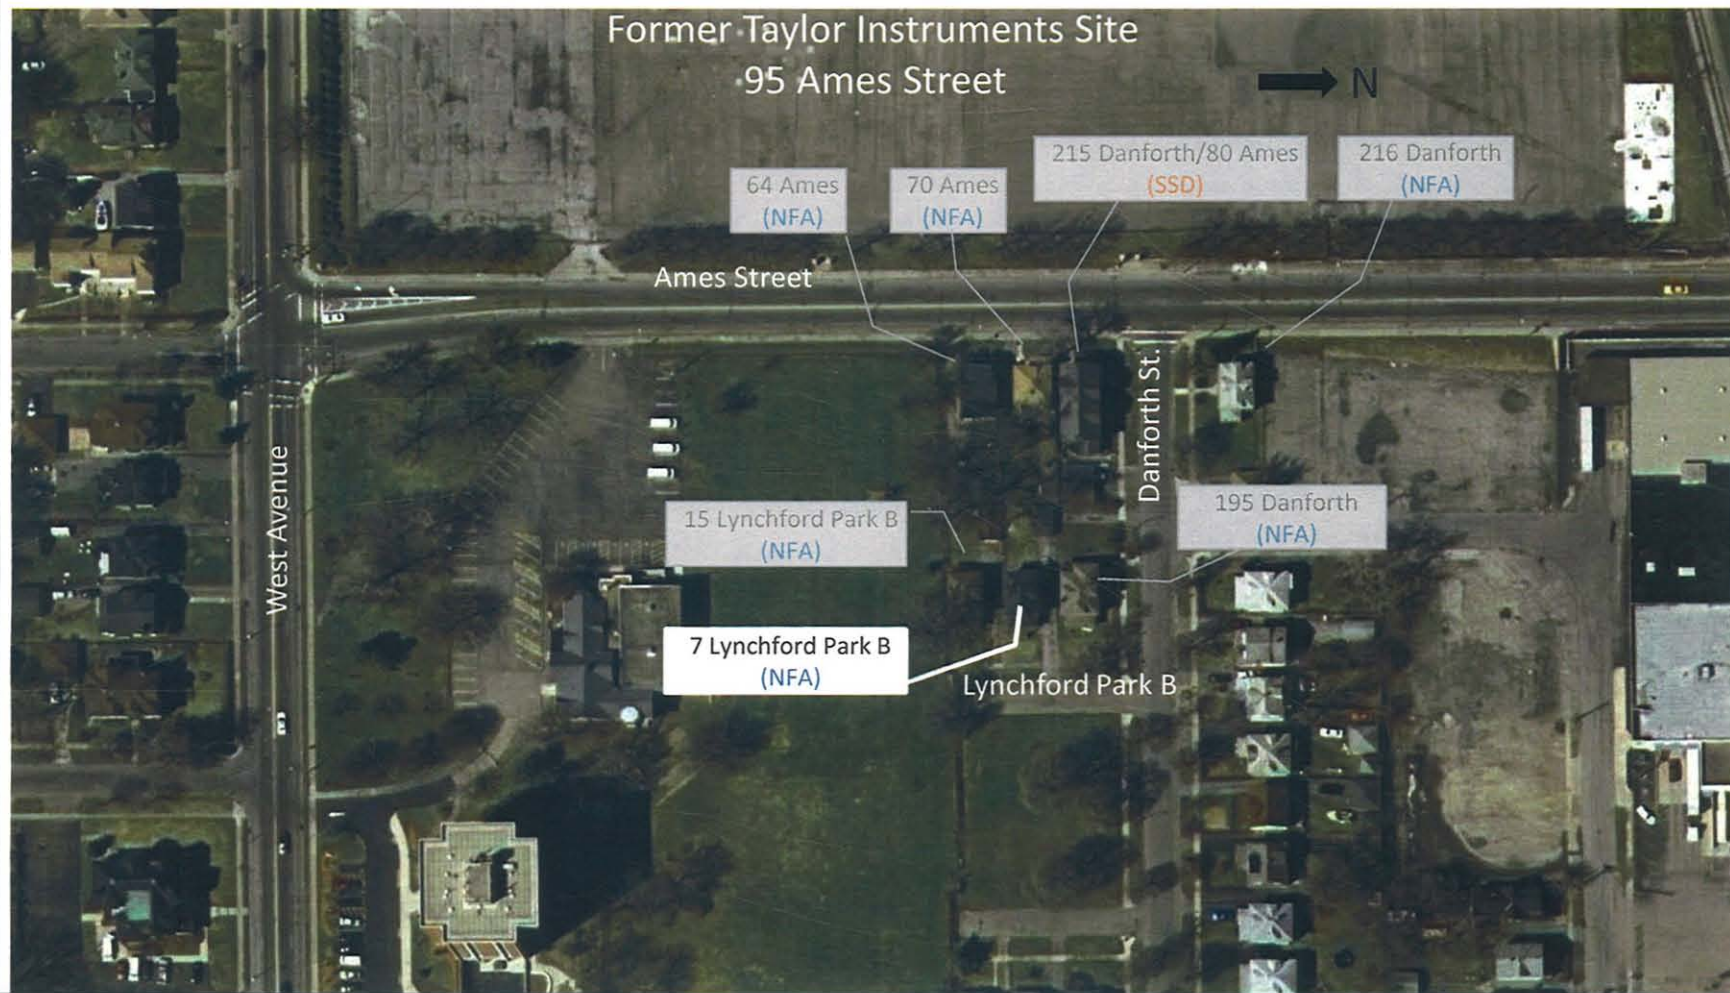 Former Taylor Instruments Site
95 Ames Street
N
215 Danforth/80 Ames
(SSD)
216 Danforth
(NFA)
64 Ames
(NFA)
70 Ames
(NFA)
Ames Street
Danforth St.
West Avenue
15 Lynchford Park B
(NFA)
195 Danforth
(NFA)
7 Lynchford Park B
(NFA)
Lynchford Park B